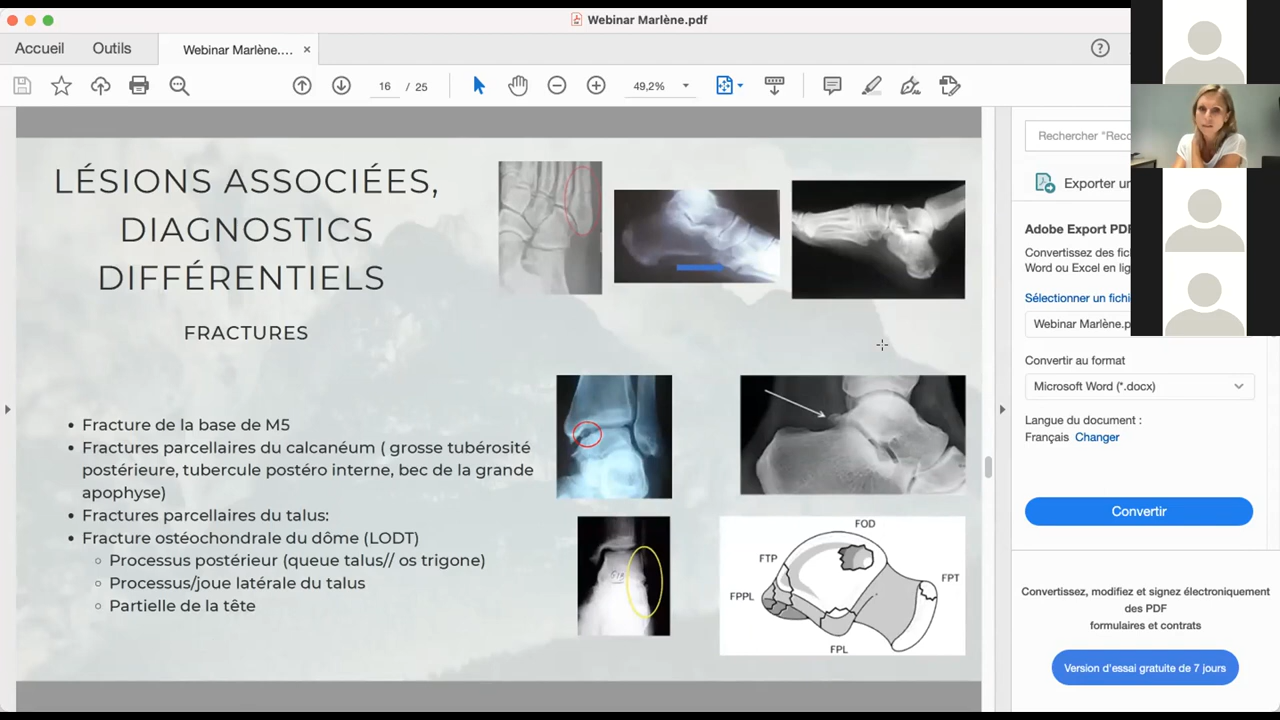 Webinar Marlène.pdf
Accueil
Outils
Webinar Marlène.... ×
16 / 25
49,2%
LÉSIONS ASSOCIÉES,
DIAGNOSTICS
DIFFÉRENTIELS
FRACTURES
• Fracture de la base de M5
• Fractures parcellaires du calcanéum ( grosse tubérosité
postérieure, tubercule postéro interne, bec de la grande
apophyse)
• Fractures parcellaires du talus:
• Fracture ostéochondrale du dôme (LODT)
◦ Processus postérieur (queue talus// os trigone)
◦ Processus/joue latérale du talus
◦ Partielle de la tête
FOD
FTP
FPT
FPPL
FPL
Rechercher "Reco
Exporter un
Adobe Export PDF
Convertissez des fic
Word ou Excel en lig
Sélectionner un fichi
Webinar Marlène.p
Convertir au format
Microsoft Word (*.docx)
Langue du document :
Français Changer
Convertir
Convertissez, modifiez et signez électroniquement
des PDF
formulaires et contrats
Version d'essai gratuite de 7 jours